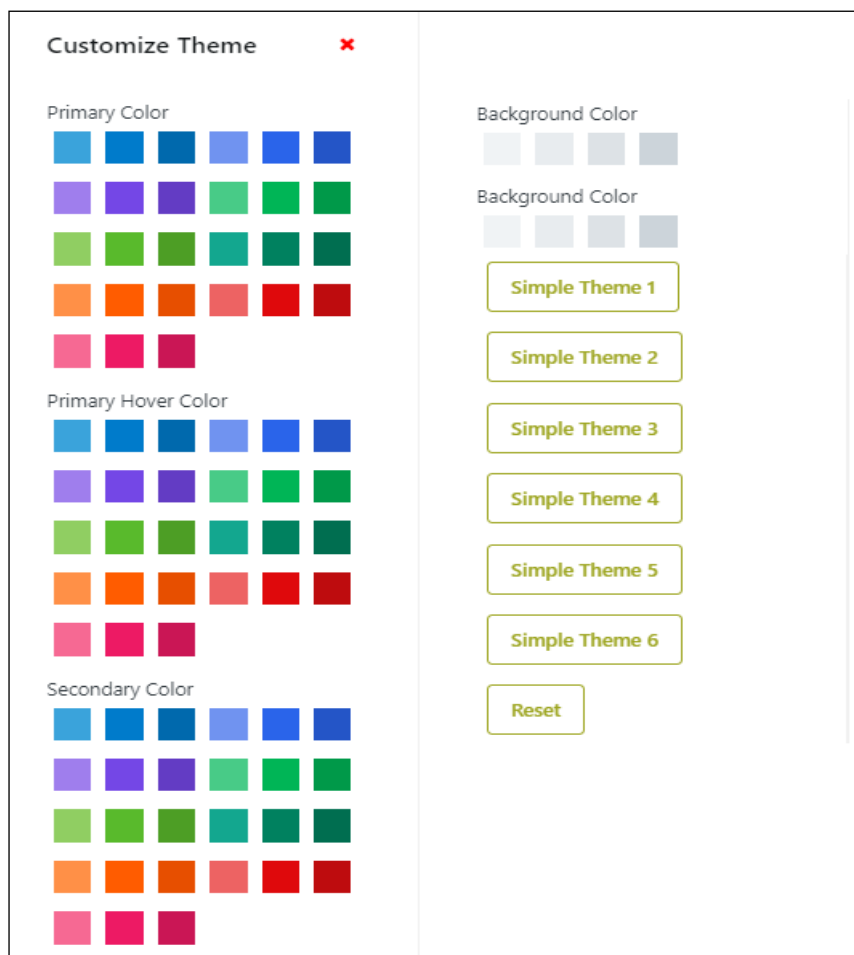 Customize Theme
Primary Color
Primary Hover Color
Secondary Color
Background Color
Background Color
Simple Theme 1
Simple Theme 2
Simple Theme 3
Simple Theme 4
Simple Theme 5
Simple Theme 6
Reset